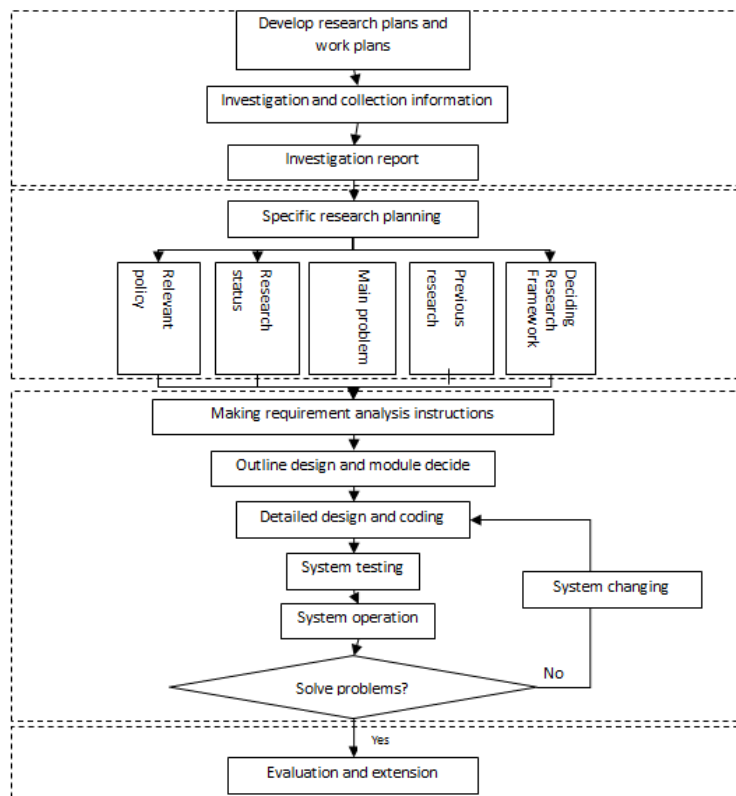 Develop research plans and
work plans
Investigation and collection information
Investigation report
Specific research planning
Relevant
policy
Research
status
Main problem
Previous
research
Deciding
Research
Framework
Making requirement analysis instructions
Outline design and module decide
Detailed design and coding
System testing
System changing
System operation
Solve problems?
No
Yes
Evaluation and extension